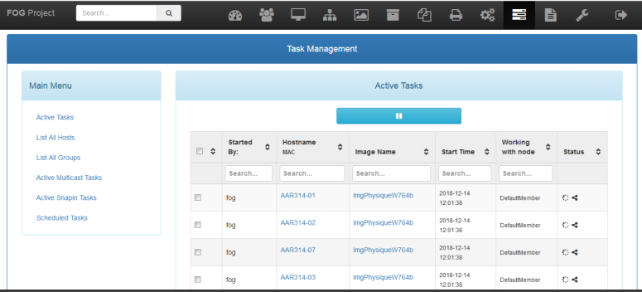 FOG Project Search...
Task Management
Main Menu
Active Tasks
List All Hosts
List All Groups
Active Multicast Tasks
Active Snapin Tasks
Scheduled Tasks
Active Tasks
Started By: Hostname MAC Image Name Start Time Working with node Status
Search... Search... Search... Search... Search...
fog AAR314-01 ImgPhysiqueW764b 2018-12-14 12:01:38 DefaultMember
fog AAR314-02 ImgPhysiqueW764b 2018-12-14 12:01:38 DefaultMember
fog AAR314-07 ImgPhysiqueW764b 2018-12-14 12:01:38 DefaultMember
fog AAR314-03 ImgPhysiqueW764b 2018-12-14 12:01:38 DefaultMember